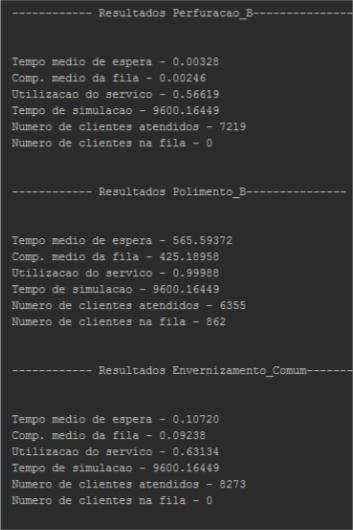 ------------ Resultados Perfuracao_B---------------
Tempo medio de espera - 0.00328
Comp. medio da fila - 0.00246
Utilizacao do servico - 0.56619
Tempo de simulacao - 9600.16449
Numero de clientes atendidos - 7219
Numero de clientes na fila - 0
------------ Resultados Polimento_B---------------
Tempo medio de espera - 565.59372
Comp. medio da fila - 425.18958
Utilizacao do servico - 0.99988
Tempo de simulacao - 9600.16449
Numero de clientes atendidos - 6355
Numero de clientes na fila - 862
------------ Resultados Envernizamento_Comum-------
Tempo medio de espera - 0.10720
Comp. medio da fila - 0.09238
Utilizacao do servico - 0.63134
Tempo de simulacao - 9600.16449
Numero de clientes atendidos - 8273
Numero de clientes na fila - 0